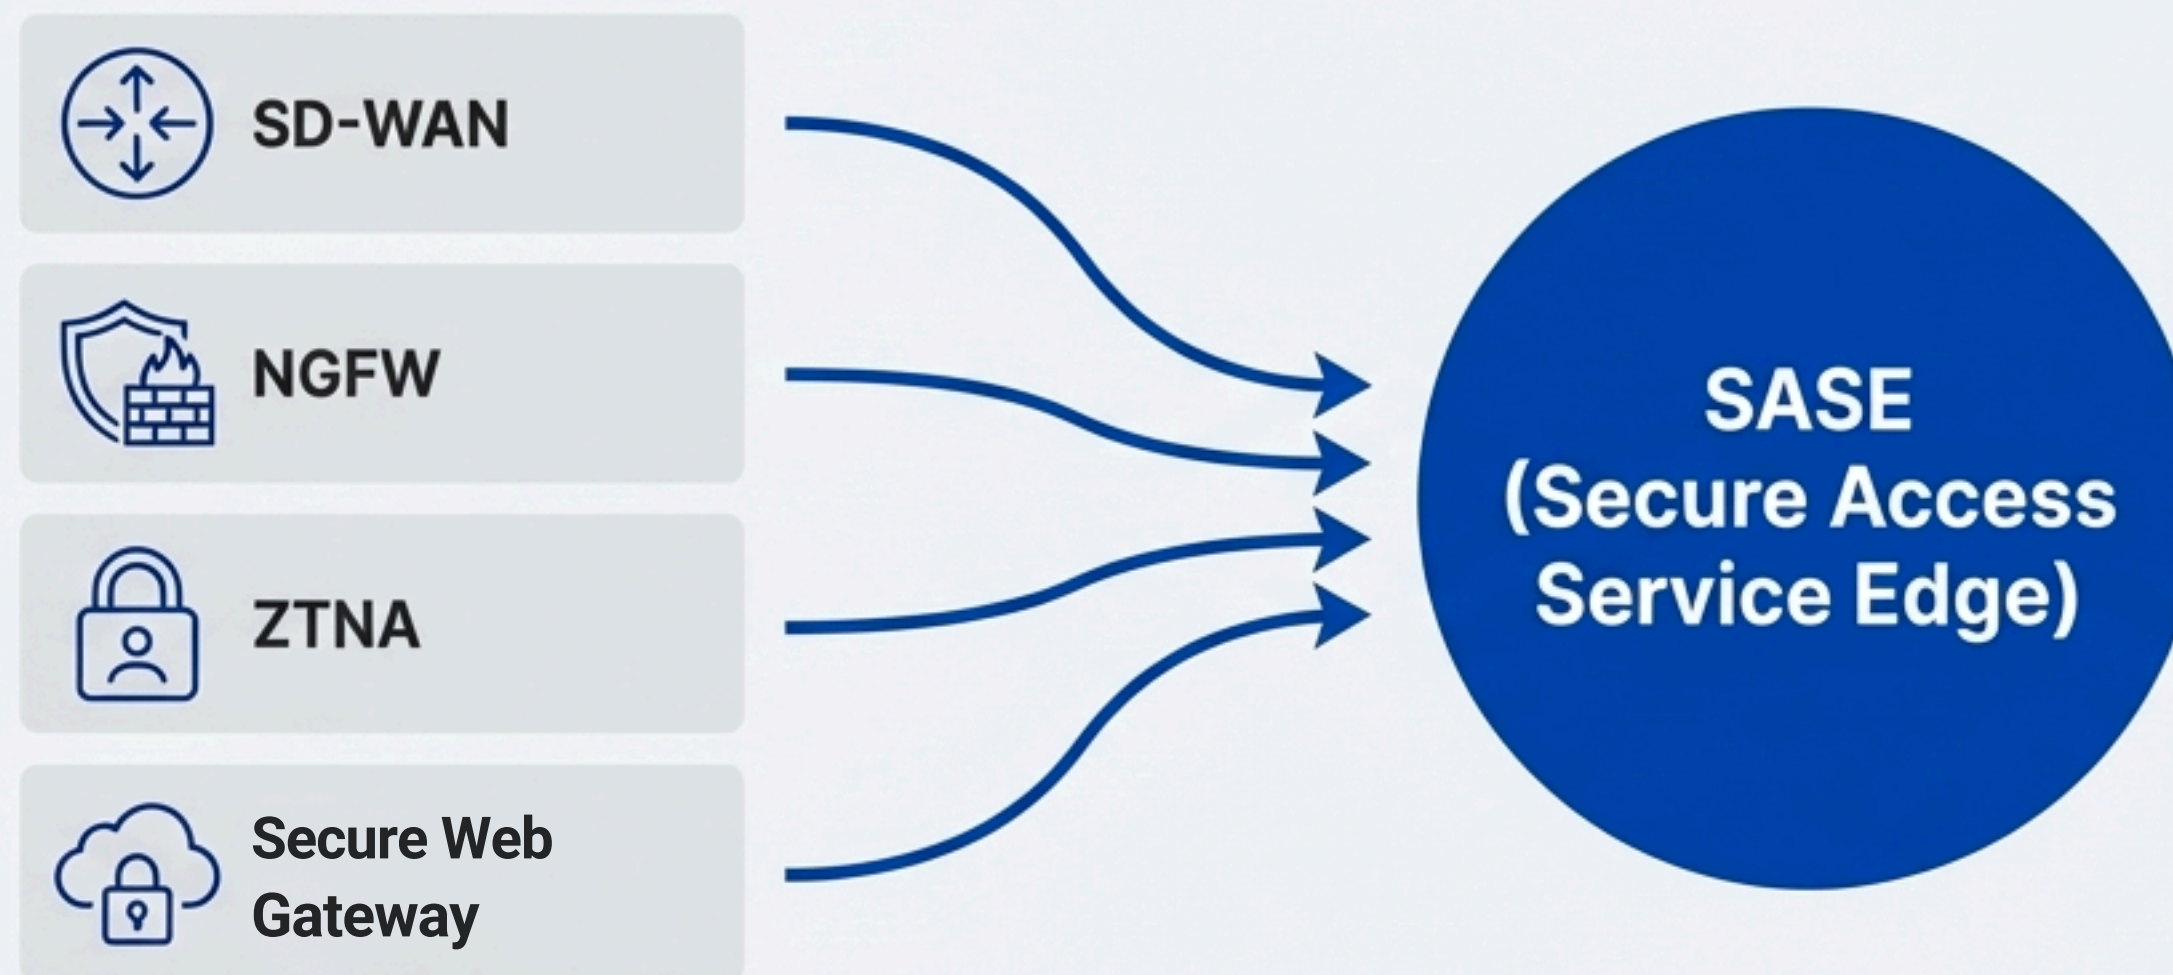 SD-WAN
NGFW
ZTNA
Secure Web
Gateway
SASE
(Secure Access
Service Edge)